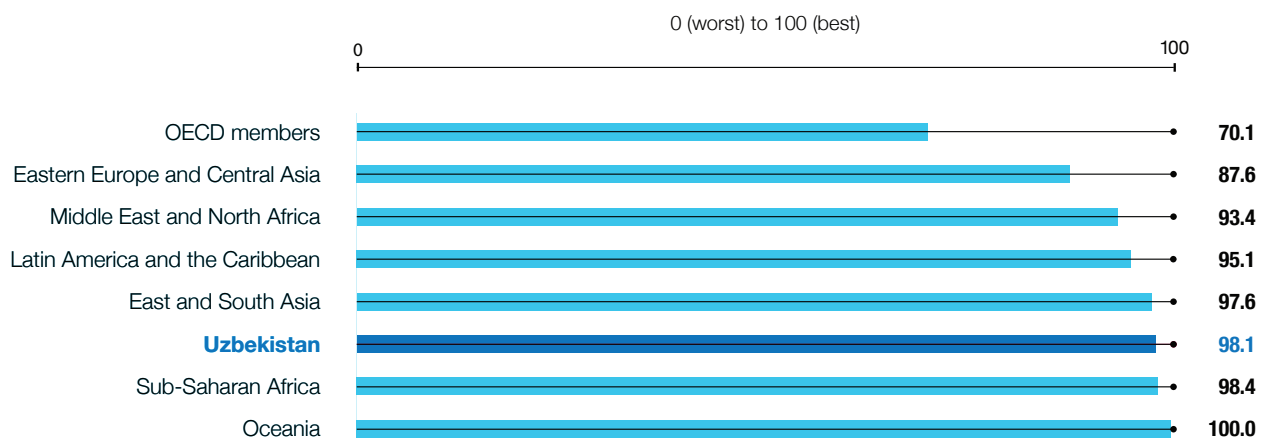 0 (worst) to 100 (best)
0 100
OECD members 70.1
Eastern Europe and Central Asia 87.6
Middle East and North Africa 93.4
Latin America and the Caribbean 95.1
East and South Asia 97.6
Uzbekistan 98.1
Sub-Saharan Africa 98.4
Oceania 100.0